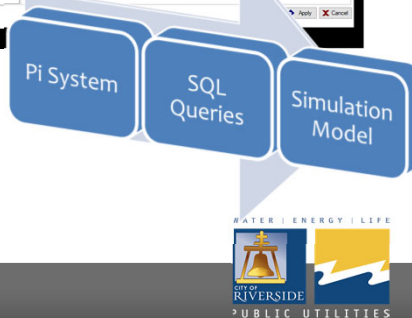 Apply Cancel
Pi System
SQL
Queries
Simulation
Model
WATER | ENERGY | LIFE
CITY OF
RIVERSIDE
PUBLIC UTILITIES